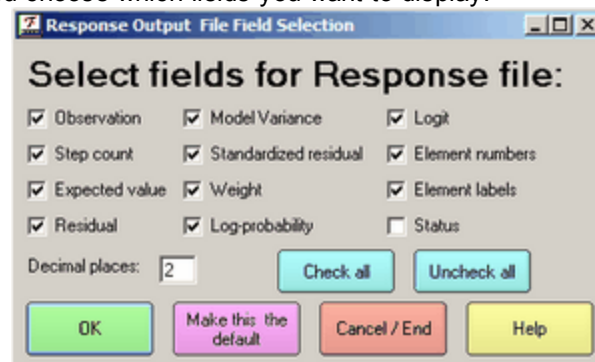 choose which fields you want to display.
Response Output File Field Selection
Select fields for Response file:
Observation Model Variance Logit
Step count Standardized residual Element numbers
Expected value Weight Element labels
Residual Log-probability Status
Decimal places: 2 Check all Uncheck all
OK Make this the default Cancel / End Help